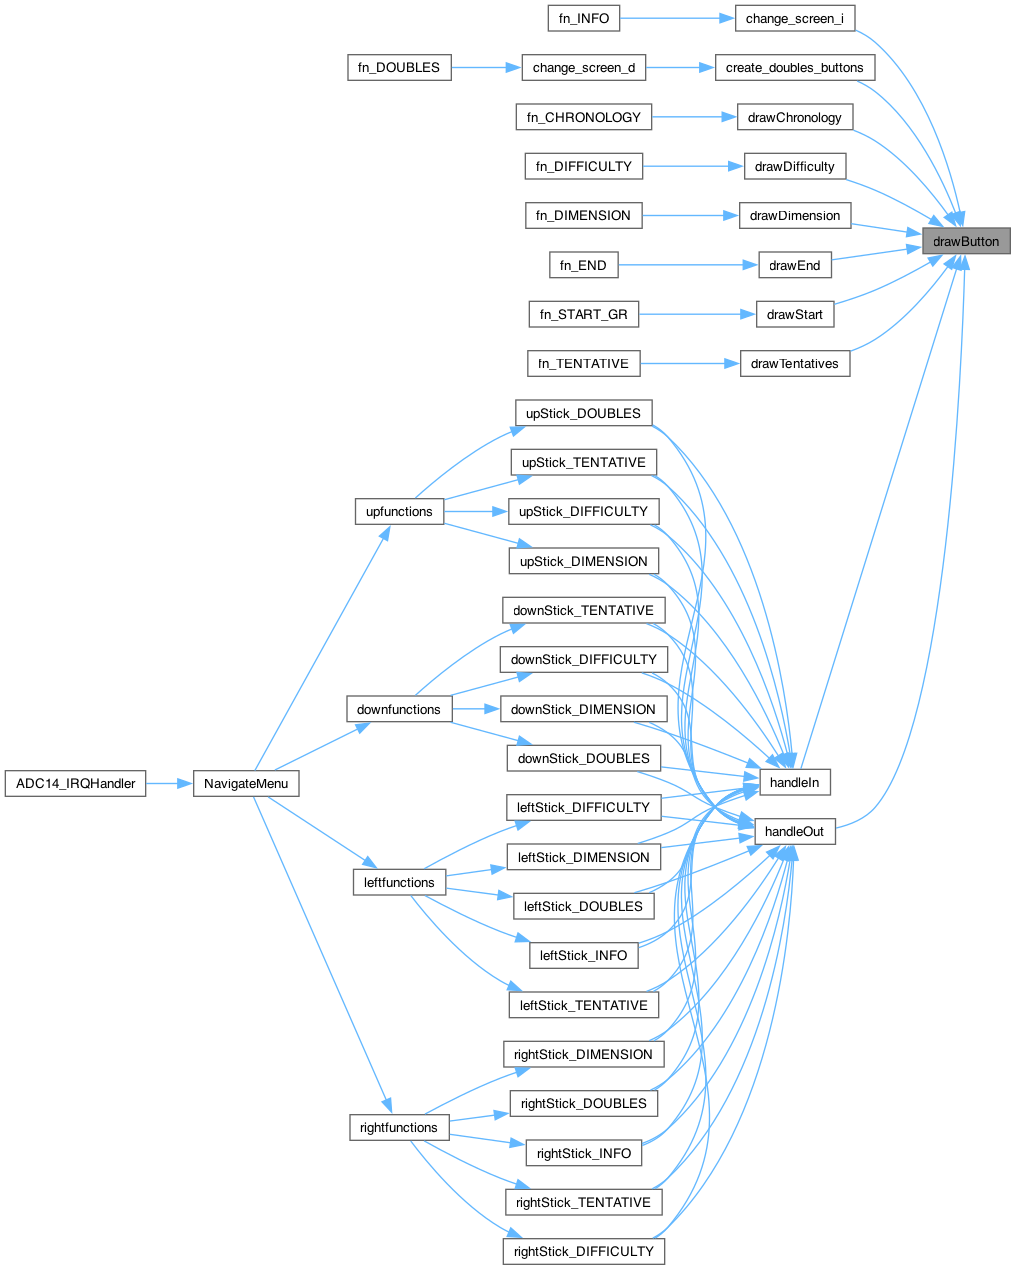 fn_INFO
change_screen_i
fn_DOUBLES
change_screen_d
create_doubles_buttons
fn_CHRONOLOGY
drawChronology
fn_DIFFICULTY
drawDifficulty
fn_DIMENSION
drawDimension
drawButton
fn_END
drawEnd
fn_START_GR
drawStart
fn_TENTATIVE
drawTentatives
upStick_DOUBLES
upStick_TENTATIVE
upfunctions
upStick_DIFFICULTY
upStick_DIMENSION
downStick_TENTATIVE
downStick_DIFFICULTY
downfunctions
downStick_DIMENSION
downStick_DOUBLES
ADC14_IRQHandler
NavigateMenu
handleIn
leftStick_DIFFICULTY
handleOut
leftStick_DIMENSION
leftfunctions
leftStick_DOUBLES
leftStick_INFO
leftStick_TENTATIVE
rightStick_DIMENSION
rightStick_DOUBLES
rightfunctions
rightStick_INFO
rightStick_TENTATIVE
rightStick_DIFFICULTY